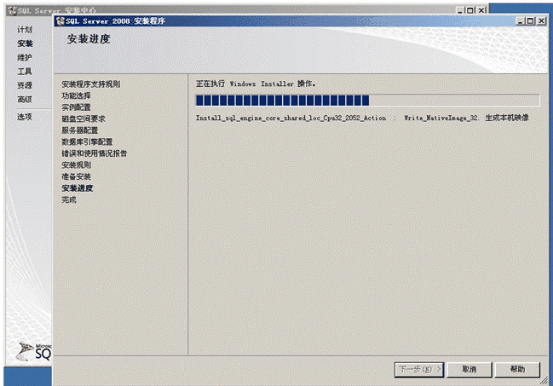 SQL Server 安装中心
计划
安装
维护
工具
资源
高级
选项
SQL Server 2008 安装程序
安装进度
安装程序支持规则
功能选择
实例配置
磁盘空间要求
服务器配置
数据库引擎配置
错误和使用情况报告
安装规则
准备安装
安装进度
完成
正在执行 Windows Installer 操作。
Install_sql_engine_core_shared_loc_Cpu32_2052_Action : Write_NativeImage_32. 生成本机映像
SQ
下一步(N) >
取消
帮助